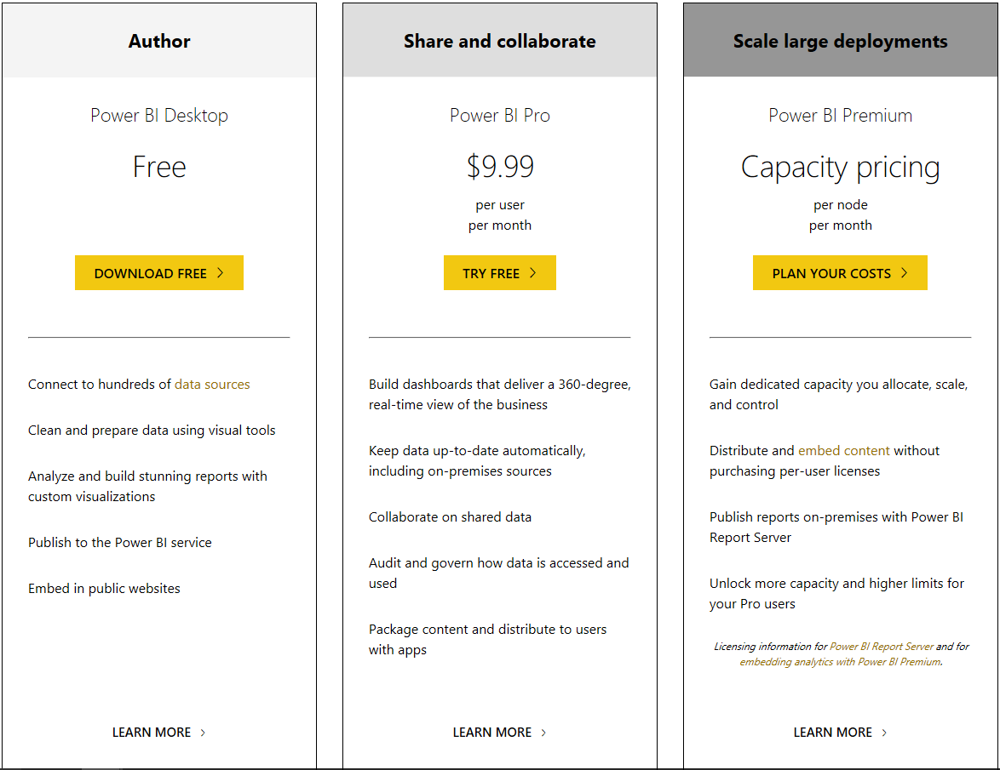 Author
Power BI Desktop
Free
DOWNLOAD FREE
Connect to hundreds of data sources
Clean and prepare data using visual tools
Analyze and build stunning reports with
custom visualizations
Publish to the Power BI service
Embed in public websites
LEARN MORE
Share and collaborate
Power BI Pro
$9.99
per user
per month
TRY FREE
Build dashboards that deliver a 360-degree,
real-time view of the business
Keep data up-to-date automatically,
including on-premises sources
Collaborate on shared data
Audit and govern how data is accessed and
used
Package content and distribute to users
with apps
LEARN MORE
Scale large deployments
Power BI Premium
Capacity pricing
per node
per month
PLAN YOUR COSTS
Gain dedicated capacity you allocate, scale,
and control
Distribute and embed content without
purchasing per-user licenses
Publish reports on-premises with Power BI
Report Server
Unlock more capacity and higher limits for
your Pro users
Licensing information for Power BI Report Server and for
embedding analytics with Power BI Premium.
LEARN MORE